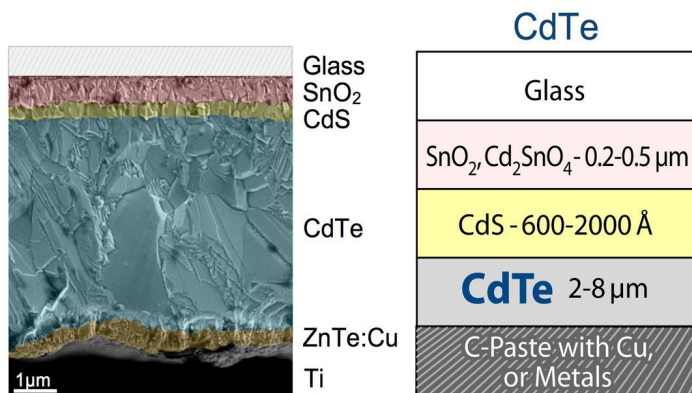 Glass
SnO₂
CdS
CdTe
ZnTe:Cu
Ti
1µm
CdTe
Glass
SnO₂, Cd₂SnO₄- 0.2-0.5 µm
CdS - 600-2000 Å
CdTe 2-8 µm
C-Paste with Cu,
or Metals